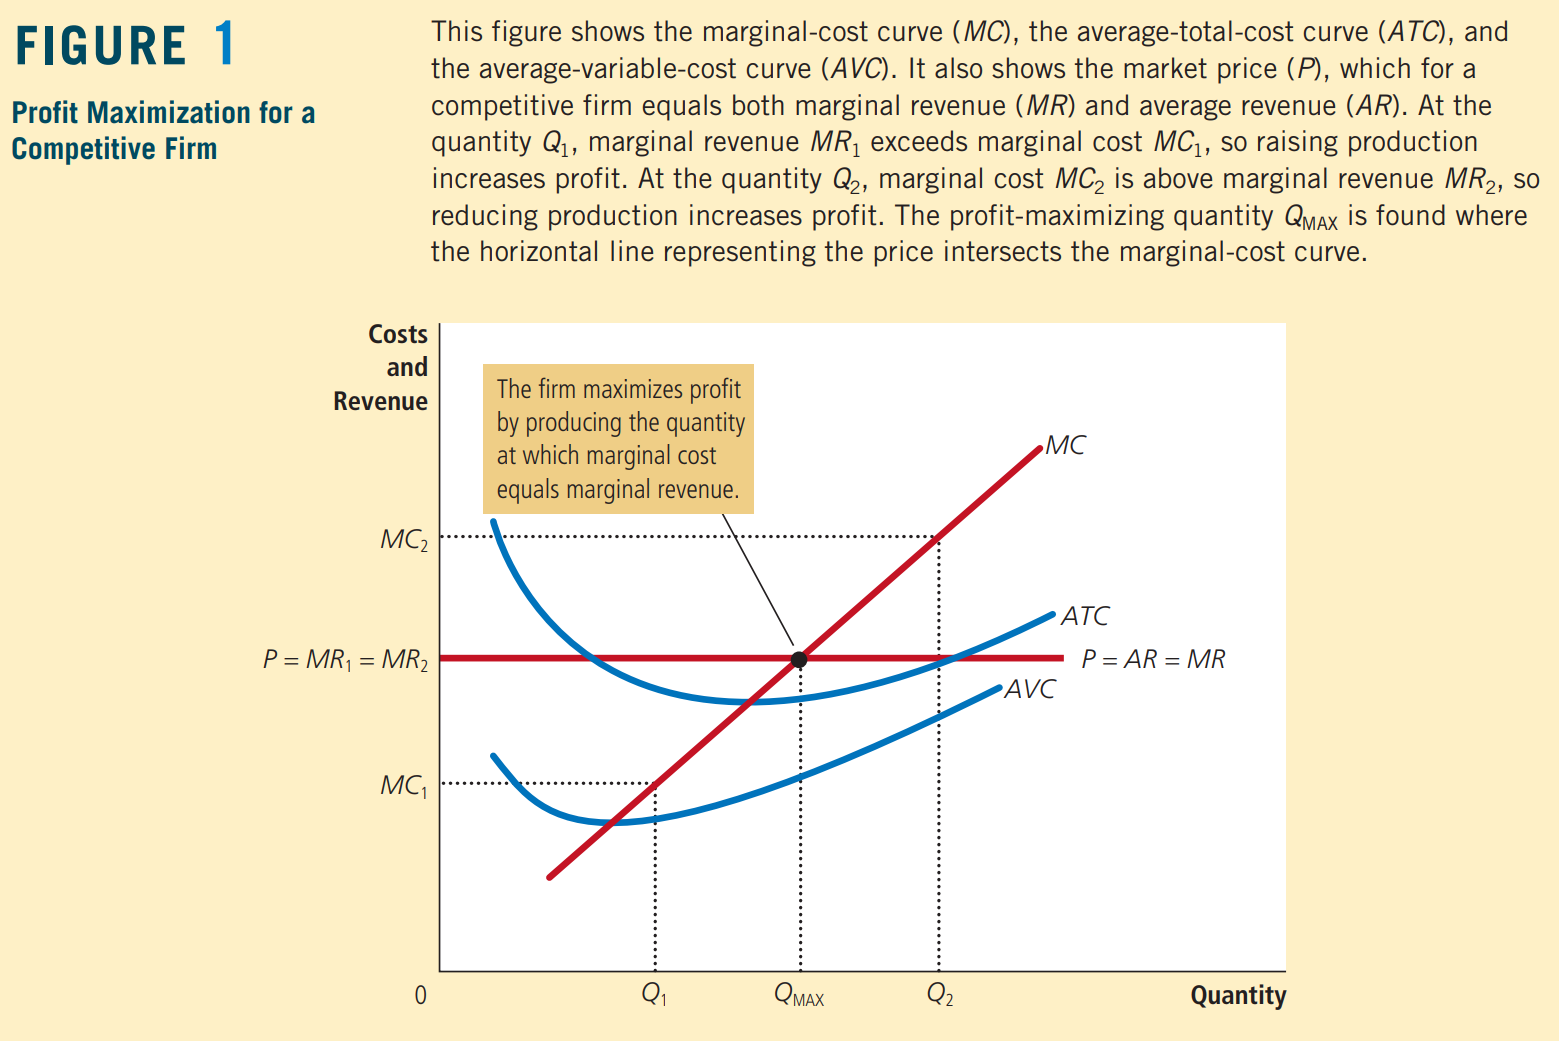 FIGURE 1
Profit Maximization for a
Competitive Firm
This figure shows the marginal-cost curve (MC), the average-total-cost curve (ATC), and
the average-variable-cost curve (AVC). It also shows the market price (P), which for a
competitive firm equals both marginal revenue (MR) and average revenue (AR). At the
quantity Q₁, marginal revenue MR₁ exceeds marginal cost MC₁, so raising production
increases profit. At the quantity Q₂, marginal cost MC₂ is above marginal revenue MR₂, so
reducing production increases profit. The profit-maximizing quantity QMAX is found where
the horizontal line representing the price intersects the marginal-cost curve.
Costs
and
Revenue
The firm maximizes profit
by producing the quantity
at which marginal cost
equals marginal revenue.
MC
MC₂
ATC
P = MR₁ = MR₂
P = AR = MR
AVC
MC₁
0
Q₁
QMAX
Q₂
Quantity